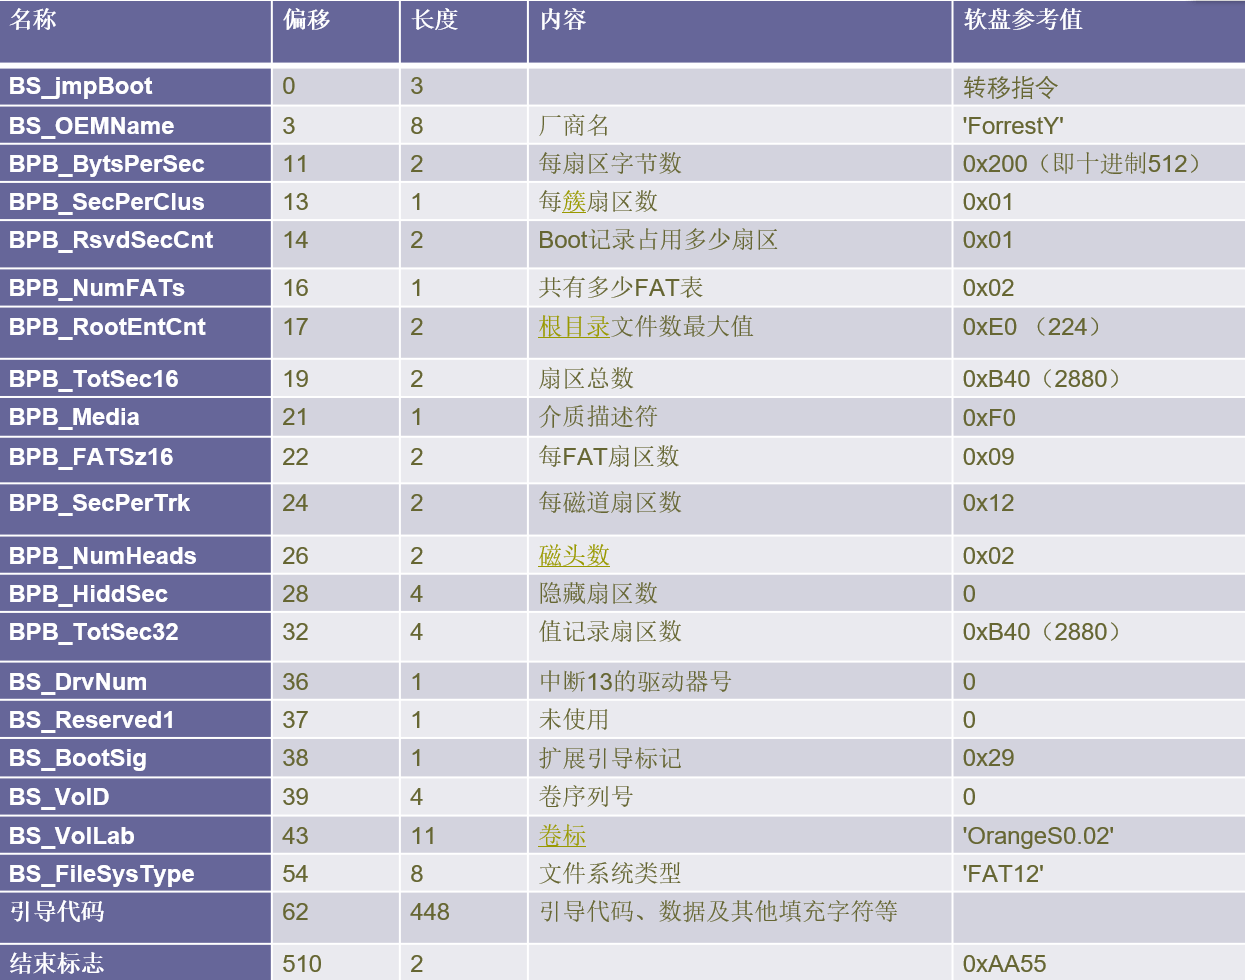 名称 偏移 长度 内容 软盘参考值
BS_jmpBoot 0 3 转移指令
BS_OEMName 3 8 厂商名 'ForrestY'
BPB_BytsPerSec 11 2 每扇区字节数 0x200（即十进制512）
BPB_SecPerClus 13 1 每簇扇区数 0x01
BPB_RsvdSecCnt 14 2 Boot记录占用多少扇区 0x01
BPB_NumFATs 16 1 共有多少FAT表 0x02
BPB_RootEntCnt 17 2 根目录文件数最大值 0xE0 （224）
BPB_TotSec16 19 2 扇区总数 0xB40（2880）
BPB_Media 21 1 介质描述符 0xF0
BPB_FATSz16 22 2 每FAT扇区数 0x09
BPB_SecPerTrk 24 2 每磁道扇区数 0x12
BPB_NumHeads 26 2 磁头数 0x02
BPB_HiddSec 28 4 隐藏扇区数 0
BPB_TotSec32 32 4 值记录扇区数 0xB40（2880）
BS_DrvNum 36 1 中断13的驱动器号 0
BS_Reserved1 37 1 未使用 0
BS_BootSig 38 1 扩展引导标记 0x29
BS_VolD 39 4 卷序列号 0
BS_VolLab 43 11 卷标 'OrangeS0.02'
BS_FileSysType 54 8 文件系统类型 'FAT12'
引导代码 62 448 引导代码、数据及其他填充字符等
结束标志 510 2 0xAA55